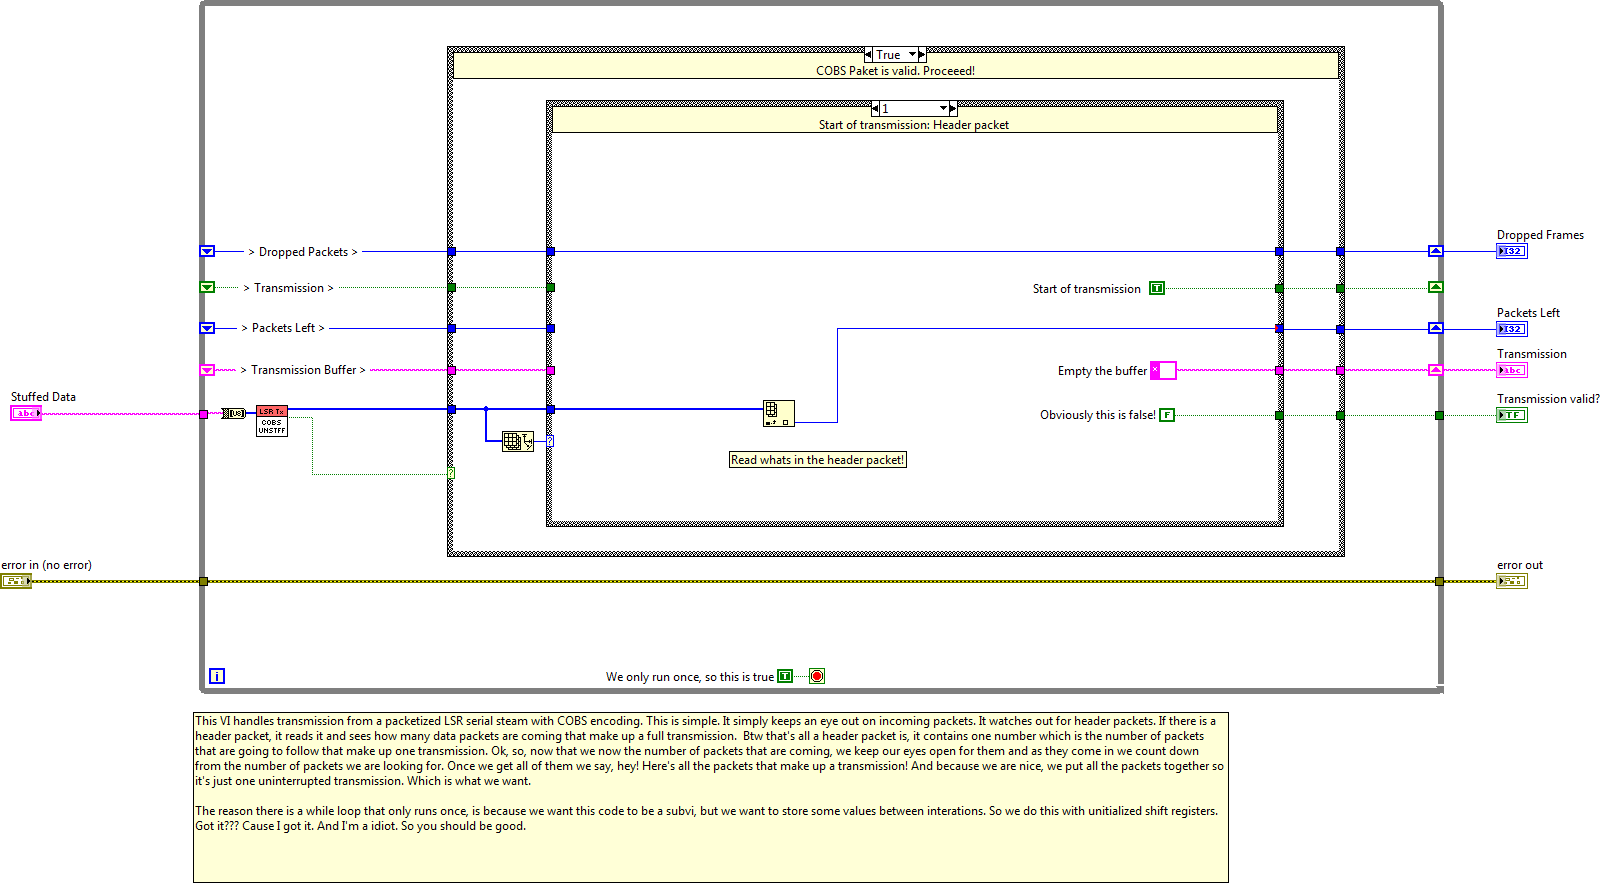 True
COBS Paket is valid. Proceeed!
1
Start of transmission: Header packet
Dropped Frames
> Dropped Packets >
I32
> Transmission >
Start of transmission
T
Packets Left
> Packets Left >
I32
Transmission
> Transmission Buffer >
Empty the buffer
abc
Stuffed Data
Transmission valid?
abc
[U8]
LSR Tx
COBS
UNSTFF
Obviously this is false!
F
TF
?
Read whats in the header packet!
?
error in (no error)
error out
i
We only run once, so this is true
T
This VI handles transmission from a packetized LSR serial steam with COBS encoding. This is simple. It simply keeps an eye out on incoming packets. It watches out for header packets. If there is a
header packet, it reads it and sees how many data packets are coming that make up a full transmission.  Btw that's all a header packet is, it contains one number which is the number of packets
that are going to follow that make up one transmission. Ok, so, now that we now the number of packets that are coming, we keep our eyes open for them and as they come in we count down
from the number of packets we are looking for. Once we get all of them we say, hey! Here's all the packets that make up a transmission! And because we are nice, we put all the packets together so
it's just one uninterrupted transmission. Which is what we want.
The reason there is a while loop that only runs once, is because we want this code to be a subvi, but we want to store some values between interations. So we do this with unitialized shift registers.
Got it??? Cause I got it. And I'm a idiot. So you should be good.